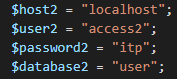 $host2 = "localhost";
$user2 = "access2";
$password2 = "itp";
$database2 = "user";